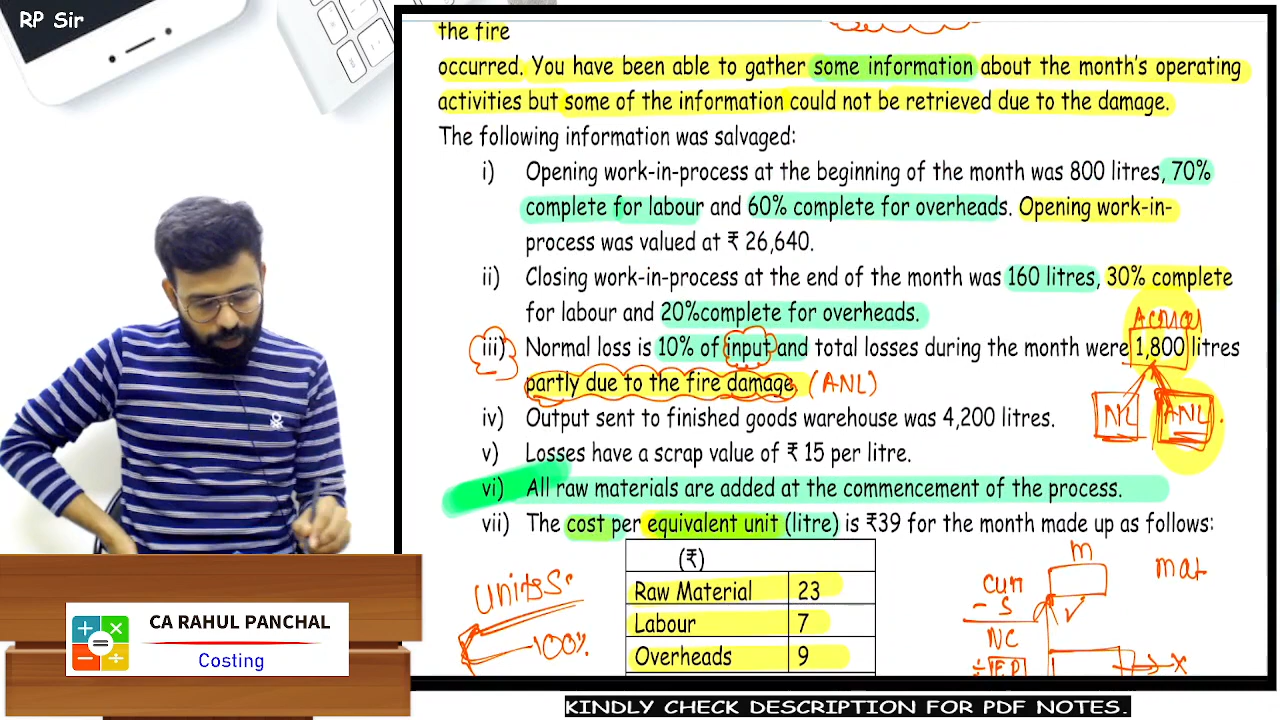 RP Sir
the fire
occurred. You have been able to gather some information about the month's operating
activities but some of the information could not be retrieved due to the damage.
The following information was salvaged:
i) Opening work-in-process at the beginning of the month was 800 litres, 70%
complete for labour and 60% complete for overheads. Opening work-in-
process was valued at ₹ 26,640.
ii) Closing work-in-process at the end of the month was 160 litres, 30% complete
for labour and 20%complete for overheads.
Actual
iii) Normal loss is 10% of input and total losses during the month were 1,800 litres
partly due to the fire damage. (ANL)
NL ANL
iv) Output sent to finished goods warehouse was 4,200 litres.
v) Losses have a scrap value of ₹ 15 per litre.
vi) All raw materials are added at the commencement of the process.
vii) The cost per equivalent unit (litre) is ₹39 for the month made up as follows:
(₹)
Raw Material 23
Labour 7
Overheads 9
Units
100%
m
mat
Curr
- S
NC
÷ E.P
x
CA RAHUL PANCHAL
Costing
KINDLY CHECK DESCRIPTION FOR PDF NOTES.